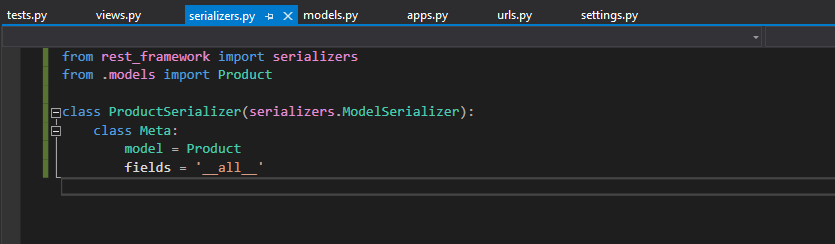 tests.py views.py serializers.py models.py apps.py urls.py settings.py
from rest_framework import serializers
from .models import Product
class ProductSerializer(serializers.ModelSerializer):
class Meta:
model = Product
fields = '__all__'